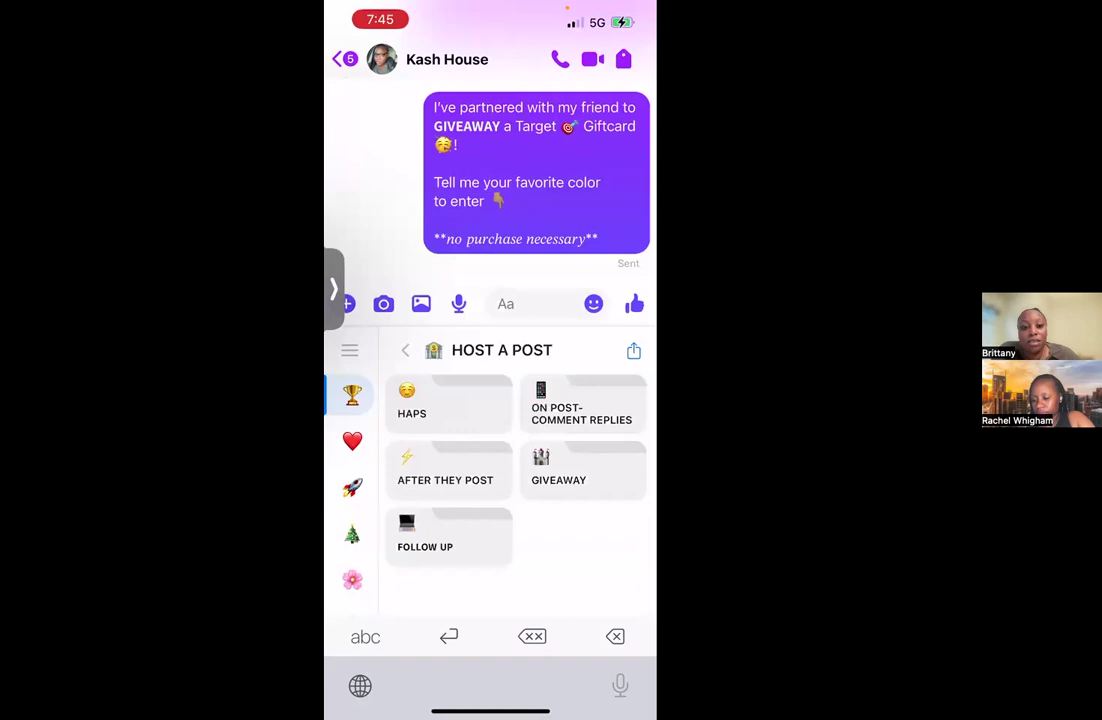 7:45
5G
5
Kash House
I've partnered with my friend to
GIVEAWAY a Target 🎯 Giftcard
🥳!
Tell me your favorite color
to enter 👇🏽
**no purchase necessary**
Sent
Aa
HOST A POST
HAPS
ON POST-
COMMENT REPLIES
AFTER THEY POST
GIVEAWAY
FOLLOW UP
abc
Brittany
Rachel Whigham